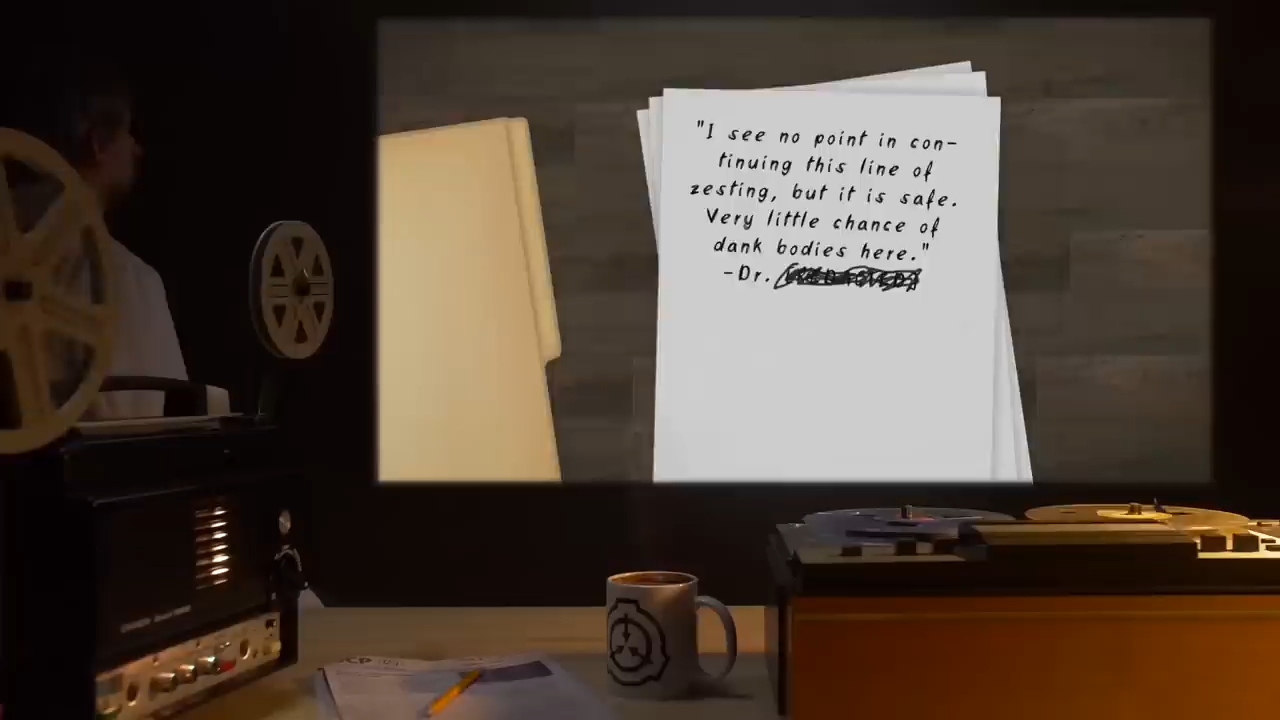 "I see no point in con-
tinuing this line of
zesting, but it is safe.
Very little chance of
dank bodies here."
-Dr.